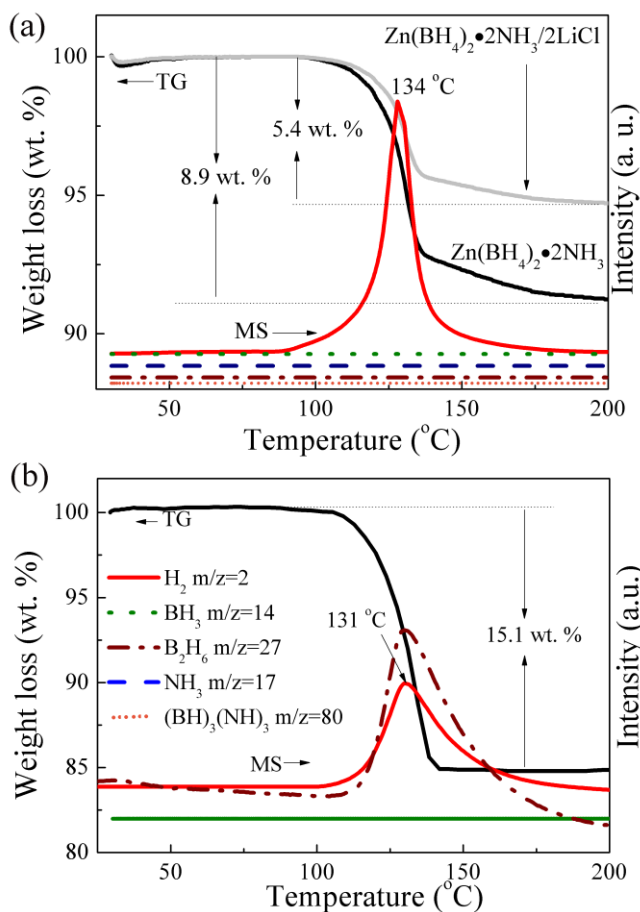 (a)
Zn(BH₄)₂•2NH₃/2LiCl
100
TG
134 °C
5.4 wt. %
8.9 wt. %
95
Zn(BH₄)₂•2NH₃
MS
90
Weight loss (wt. %)
Intensity (a. u.)
50 100 150 200
Temperature (°C)
(b)
100
TG
H₂ m/z=2
BH₃ m/z=14
B₂H₆ m/z=27
NH₃ m/z=17
(BH)₃(NH)₃ m/z=80
131 °C
15.1 wt. %
MS
95
90
85
80
Weight loss (wt. %)
Intensity (a.u.)
50 100 150 200
Temperature (°C)